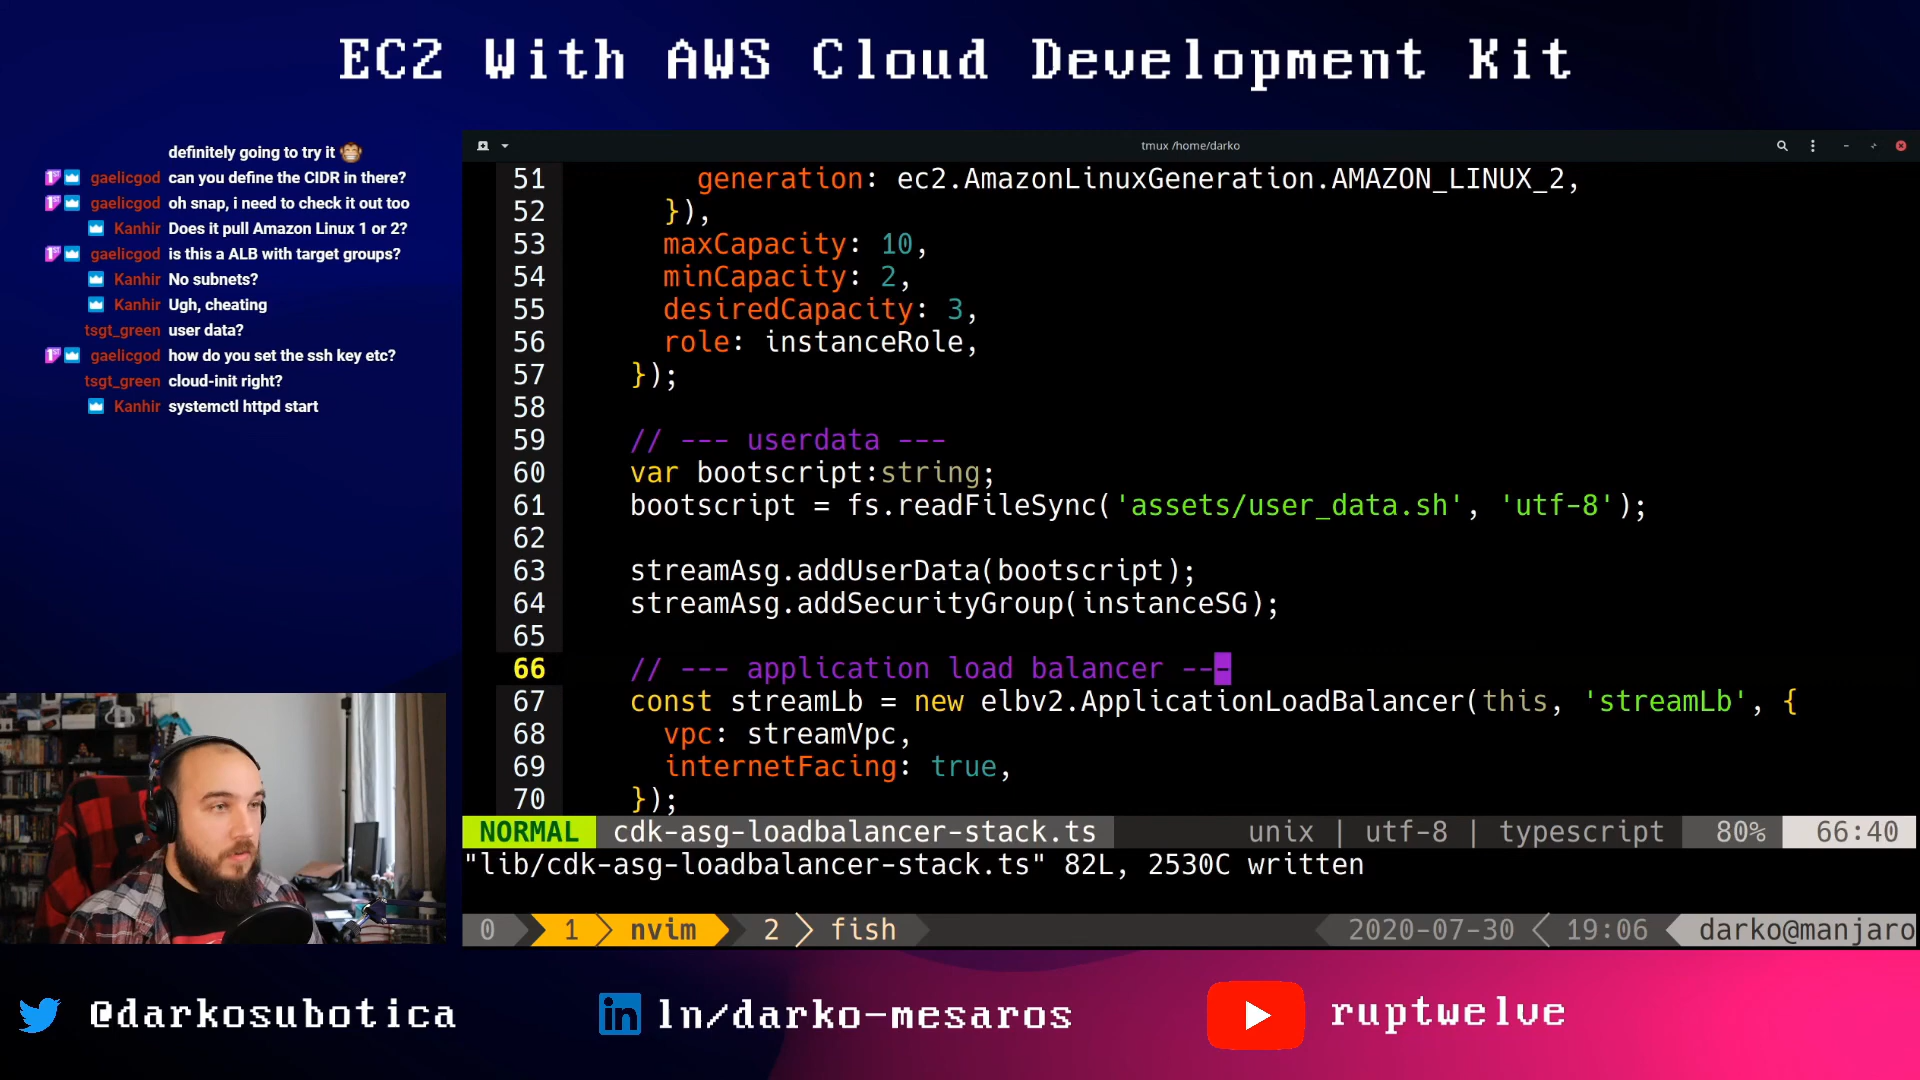 EC2 With AWS Cloud Development Kit
definitely going to try it
gaelicgod can you define the CIDR in there?
gaelicgod oh snap, i need to check it out too
Kanhir Does it pull Amazon Linux 1 or 2?
gaelicgod is this a ALB with target groups?
Kanhir No subnets?
Kanhir Ugh, cheating
tsgt_green user data?
gaelicgod how do you set the ssh key etc?
tsgt_green cloud-init right?
Kanhir systemctl httpd start
tmux /home/darko
51 generation: ec2.AmazonLinuxGeneration.AMAZON_LINUX_2,
52 }),
53 maxCapacity: 10,
54 minCapacity: 2,
55 desiredCapacity: 3,
56 role: instanceRole,
57 });
58
59 // --- userdata ---
60 var bootscript:string;
61 bootscript = fs.readFileSync('assets/user_data.sh', 'utf-8');
62
63 streamAsg.addUserData(bootscript);
64 streamAsg.addSecurityGroup(instanceSG);
65
66 // --- application load balancer ---
67 const streamLb = new elbv2.ApplicationLoadBalancer(this, 'streamLb', {
68 vpc: streamVpc,
69 internetFacing: true,
70 });
NORMAL cdk-asg-loadbalancer-stack.ts unix | utf-8 | typescript 80% 66:40
"lib/cdk-asg-loadbalancer-stack.ts" 82L, 2530C written
0 1 nvim 2 fish 2020-07-30 19:06 darko@manjaro
@darkosubotica
in ln/darko-mesaros
ruptwelve